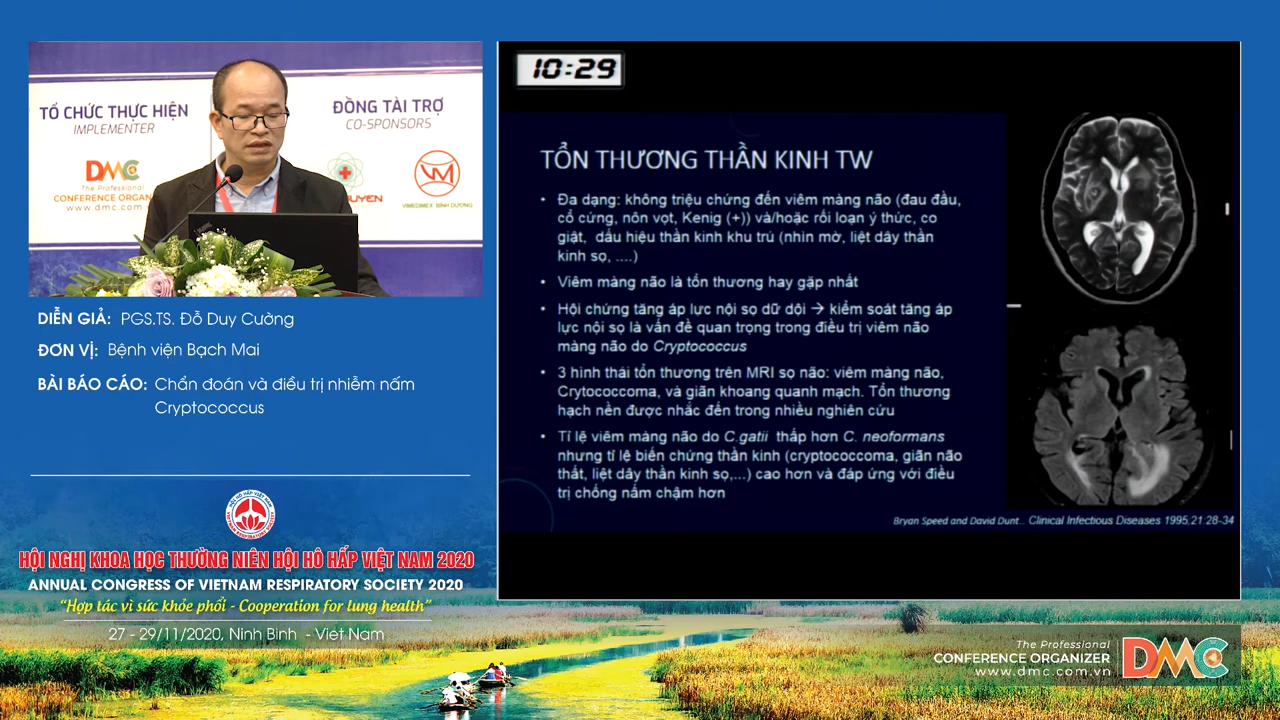 TỔ CHỨC THỰC HIỆN
IMPLEMENTER
DMC
The Professional
CONFERENCE ORGANIZ
www.dmc.com
ĐỒNG TÀI TRỢ
CO-SPONSORS
VIMEDIMEX BÌNH DƯƠNG
DIỄN GIẢ: PGS.TS. Đỗ Duy Cường
ĐƠN VỊ: Bệnh viện Bạch Mai
BÀI BÁO CÁO: Chẩn đoán và điều trị nhiễm nấm
Cryptococcus
HỘI HÔ HẤP VIỆT NAM
VIETNAM RESPIRATORY SOCIETY
HỘI NGHỊ KHOA HỌC THƯỜNG NIÊN HỘI HÔ HẤP VIỆT NAM 2020
ANNUAL CONGRESS OF VIETNAM RESPIRATORY SOCIETY 2020
“Hợp tác vì sức khỏe phổi - Cooperation for lung health”
27 - 29/11/2020, Ninh Bình - Việt Nam
10:29
TỔN THƯƠNG THẦN KINH TW
• Đa dạng: không triệu chứng đến viêm màng não (đau đầu,
cổ cứng, nôn vọt, Kenig (+)) và/hoặc rối loạn ý thức, co
giật, dấu hiệu thần kinh khu trú (nhìn mờ, liệt dây thần
kinh sọ, ....)
• Viêm màng não là tổn thương hay gặp nhất
• Hội chứng tăng áp lực nội sọ dữ dội → kiểm soát tăng áp
lực nội sọ là vấn đề quan trọng trong điều trị viêm não
màng não do Cryptococcus
• 3 hình thái tổn thương trên MRI sọ não: viêm màng não,
Crytococcoma, và giãn khoang quanh mạch. Tổn thương
hạch nền được nhắc đến trong nhiều nghiên cứu
• Tỉ lệ viêm màng não do C.gatii thấp hơn C. neoformans
nhưng tỉ lệ biến chứng thần kinh (cryptococcoma, giãn não
thất, liệt dây thần kinh sọ,...) cao hơn và đáp ứng với điều
trị chống nấm chậm hơn
Bryan Speed and David Dunt... Clinical Infectious Diseases 1995;21:28-34
The Professional
CONFERENCE ORGANIZER
www.dmc.com.vn
DMC